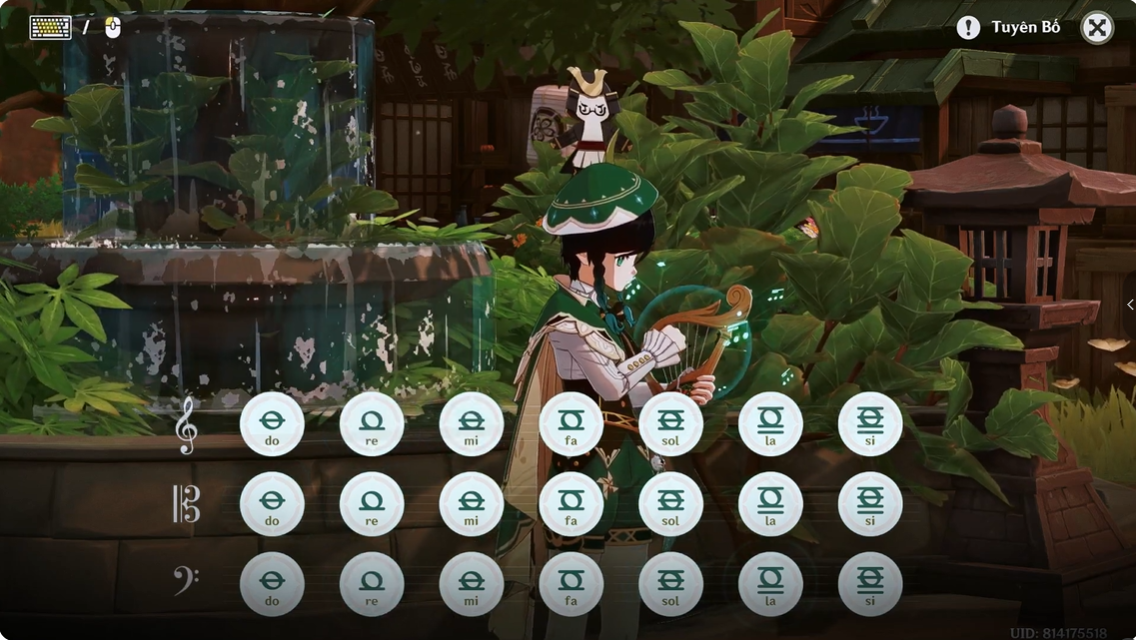 /
Tuyên Bố
do re mi fa sol la si
do re mi fa sol la si
do re mi fa sol la si
UID: 814175518